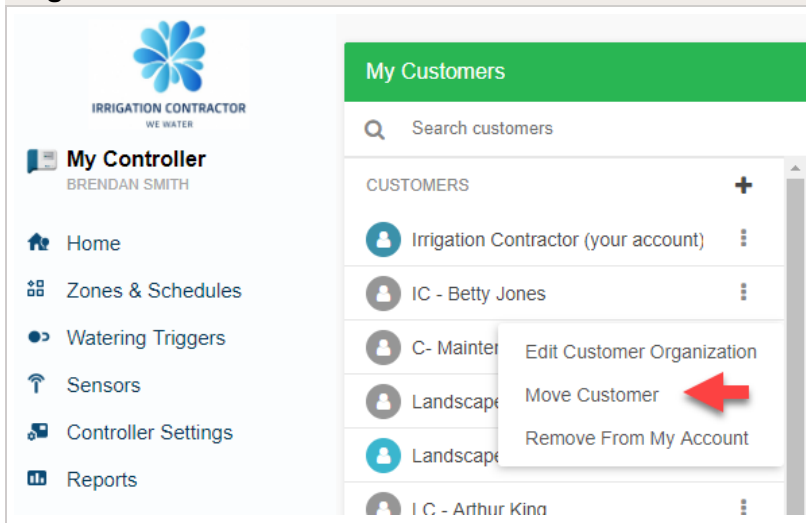 IRRIGATION CONTRACTOR
WE WATER
My Controller
BRENDAN SMITH
Home
Zones & Schedules
Watering Triggers
Sensors
Controller Settings
Reports
My Customers
Search customers
CUSTOMERS
Irrigation Contractor (your account)
IC - Betty Jones
C- Mainter
Landscape
Landscape
LC - Arthur King
Edit Customer Organization
Move Customer
Remove From My Account